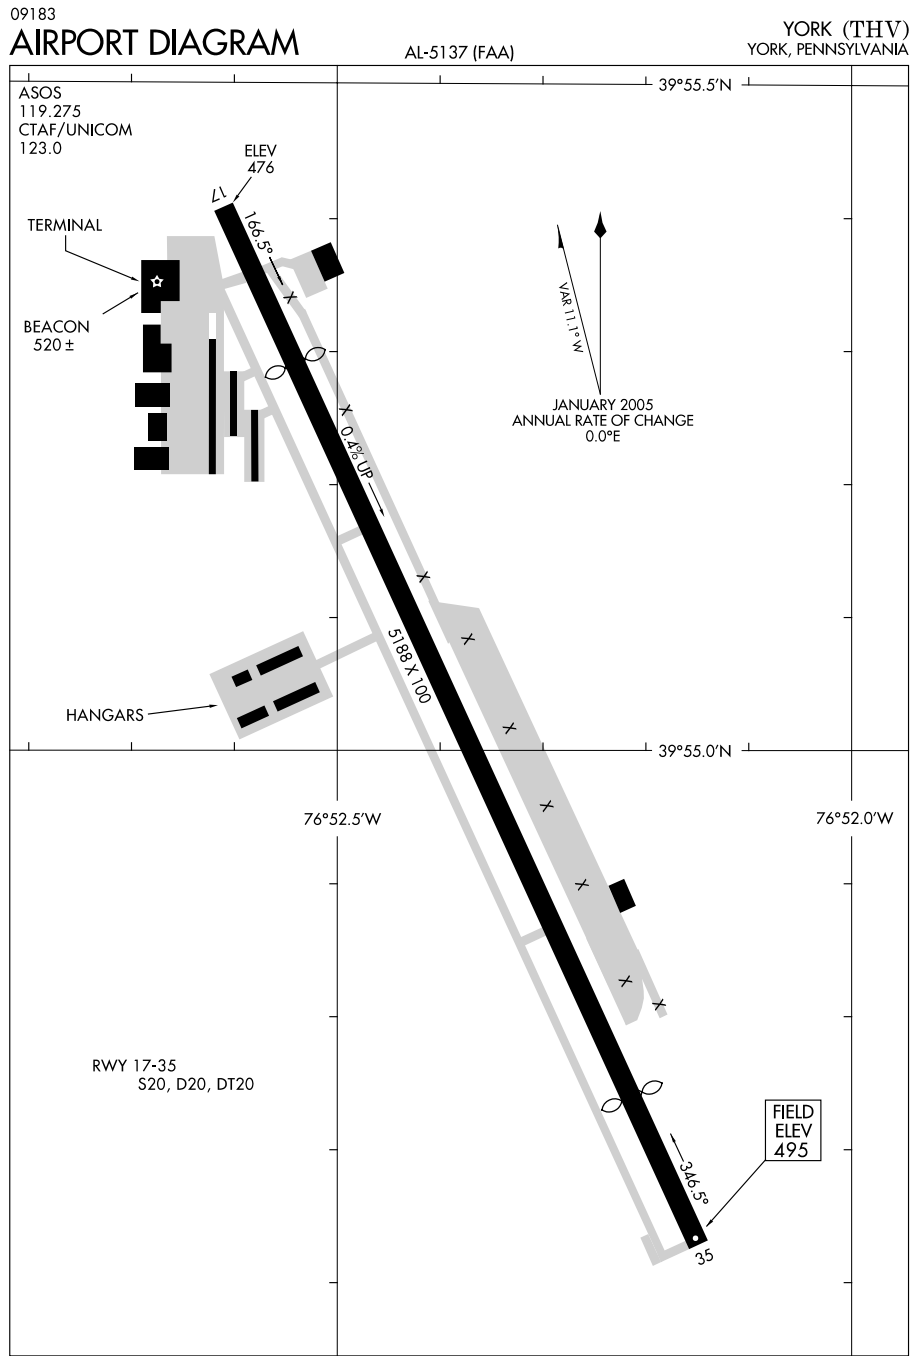 09183
AIRPORT DIAGRAM
AL-5137 (FAA)
YORK (THV)
YORK, PENNSYLVANIA
39°55.5'N
ASOS
119.275
CTAF/UNICOM
123.0
ELEV
476
17
166.5°
TERMINAL
BEACON
520 ±
VAR 11.1° W
JANUARY 2005
ANNUAL RATE OF CHANGE
0.0°E
0.4% UP
5188 X 100
HANGARS
39°55.0'N
76°52.5'W
76°52.0'W
RWY 17-35
S20, D20, DT20
FIELD
ELEV
495
346.5°
35
X
X
X
X
X
X
X
X
X